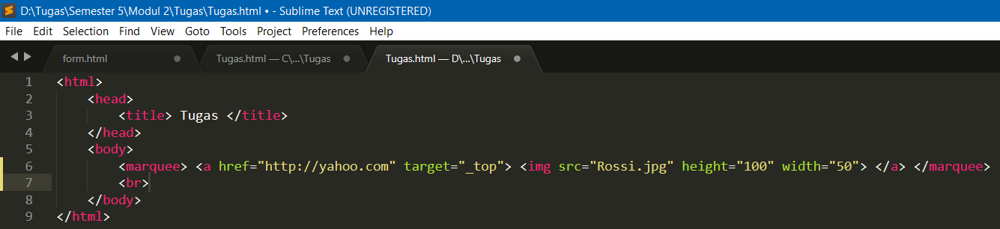 D:\Tugas\Semester 5\Modul 2\Tugas\Tugas.html • - Sublime Text (UNREGISTERED)
File Edit Selection Find View Goto Tools Project Preferences Help
form.html Tugas.html — C\...\Tugas Tugas.html — D\...\Tugas
1 <html>
2 <head>
3 <title> Tugas </title>
4 </head>
5 <body>
6 <marquee> <a href="http://yahoo.com" target="_top"> <img src="Rossi.jpg" height="100" width="50"> </a> </marquee>
7 <br>
8 </body>
9 </html>